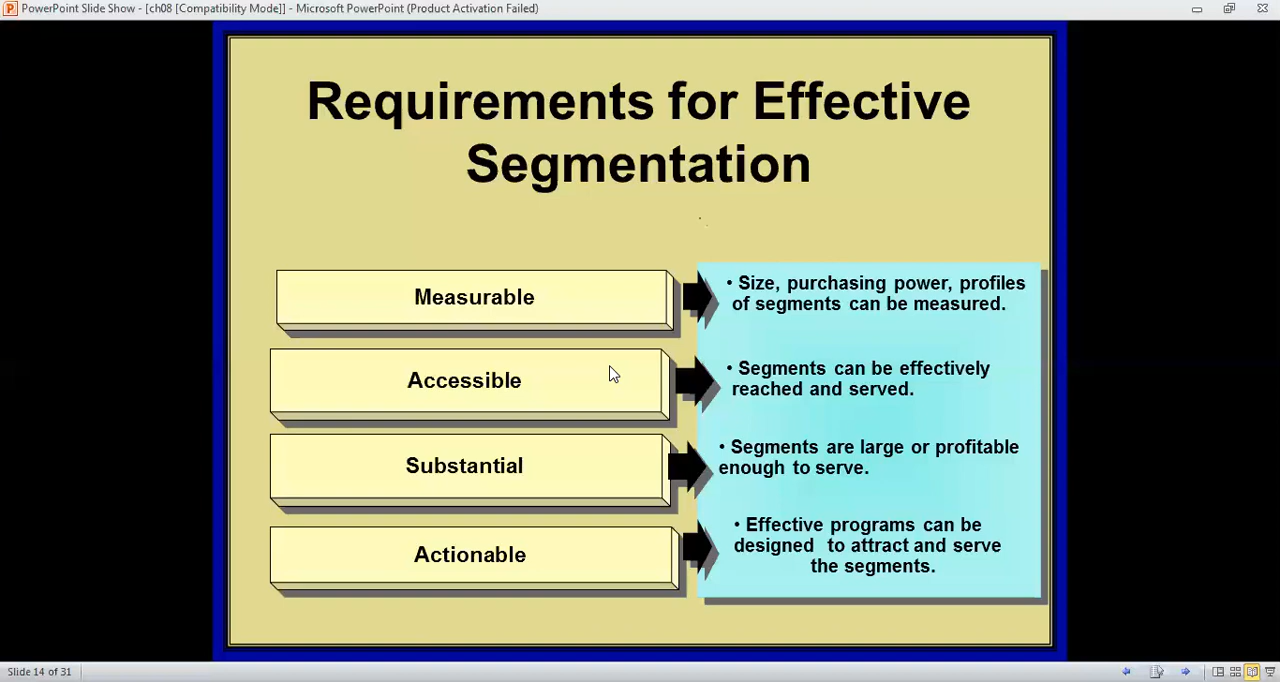 PowerPoint Slide Show - [ch08 [Compatibility Mode]] - Microsoft PowerPoint (Product Activation Failed)
Requirements for Effective
Segmentation
Measurable
• Size, purchasing power, profiles
of segments can be measured.
Accessible
• Segments can be effectively
reached and served.
Substantial
• Segments are large or profitable
enough to serve.
Actionable
• Effective programs can be
designed to attract and serve
the segments.
Slide 14 of 31